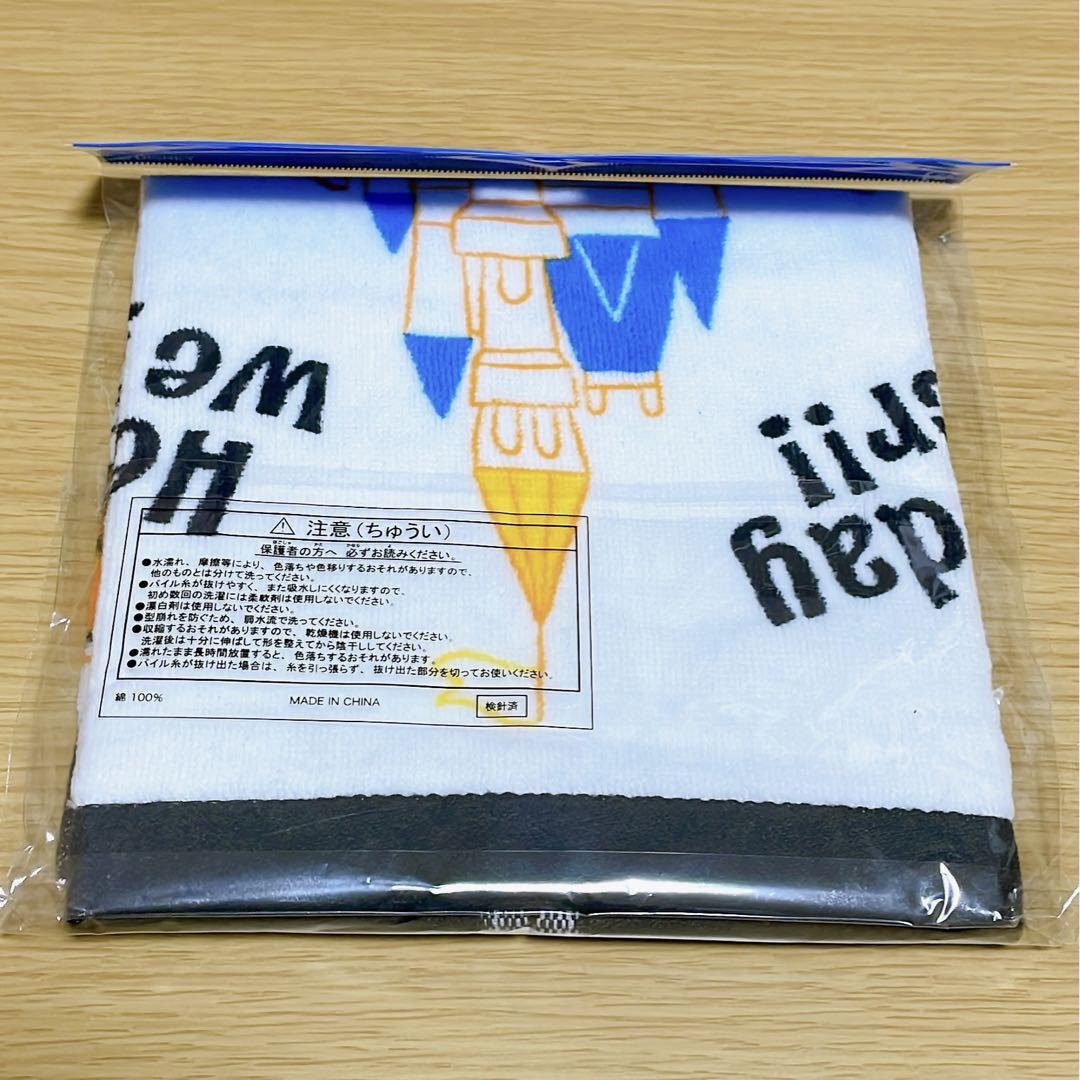 we
Ho
rii
day
注意(ちゅうい)
保護者の方へ 必ずお読みください。
●水濡れ、摩擦等により、色落ちや色移りするおそれがありますので、
他のものとは分けて洗ってください。
●パイル糸が抜けやすく、また吸水しにくくなりますので、
初め数回の洗濯には柔軟剤は使用しないでください。
●漂白剤は使用しないでください。
●型崩れを防ぐため、弱水流で洗ってください。
●収縮するおそれがありますので、乾燥機は使用しないでください。
洗濯後は十分に伸ばして形を整えてから陰干ししてください。
●濡れたまま長時間放置すると、色落ちするおそれがあります。
●パイル糸が抜け出た場合は、糸を引っ張らず、抜け出た部分を切ってお使いください。
綿 100% MADE IN CHINA 検針済